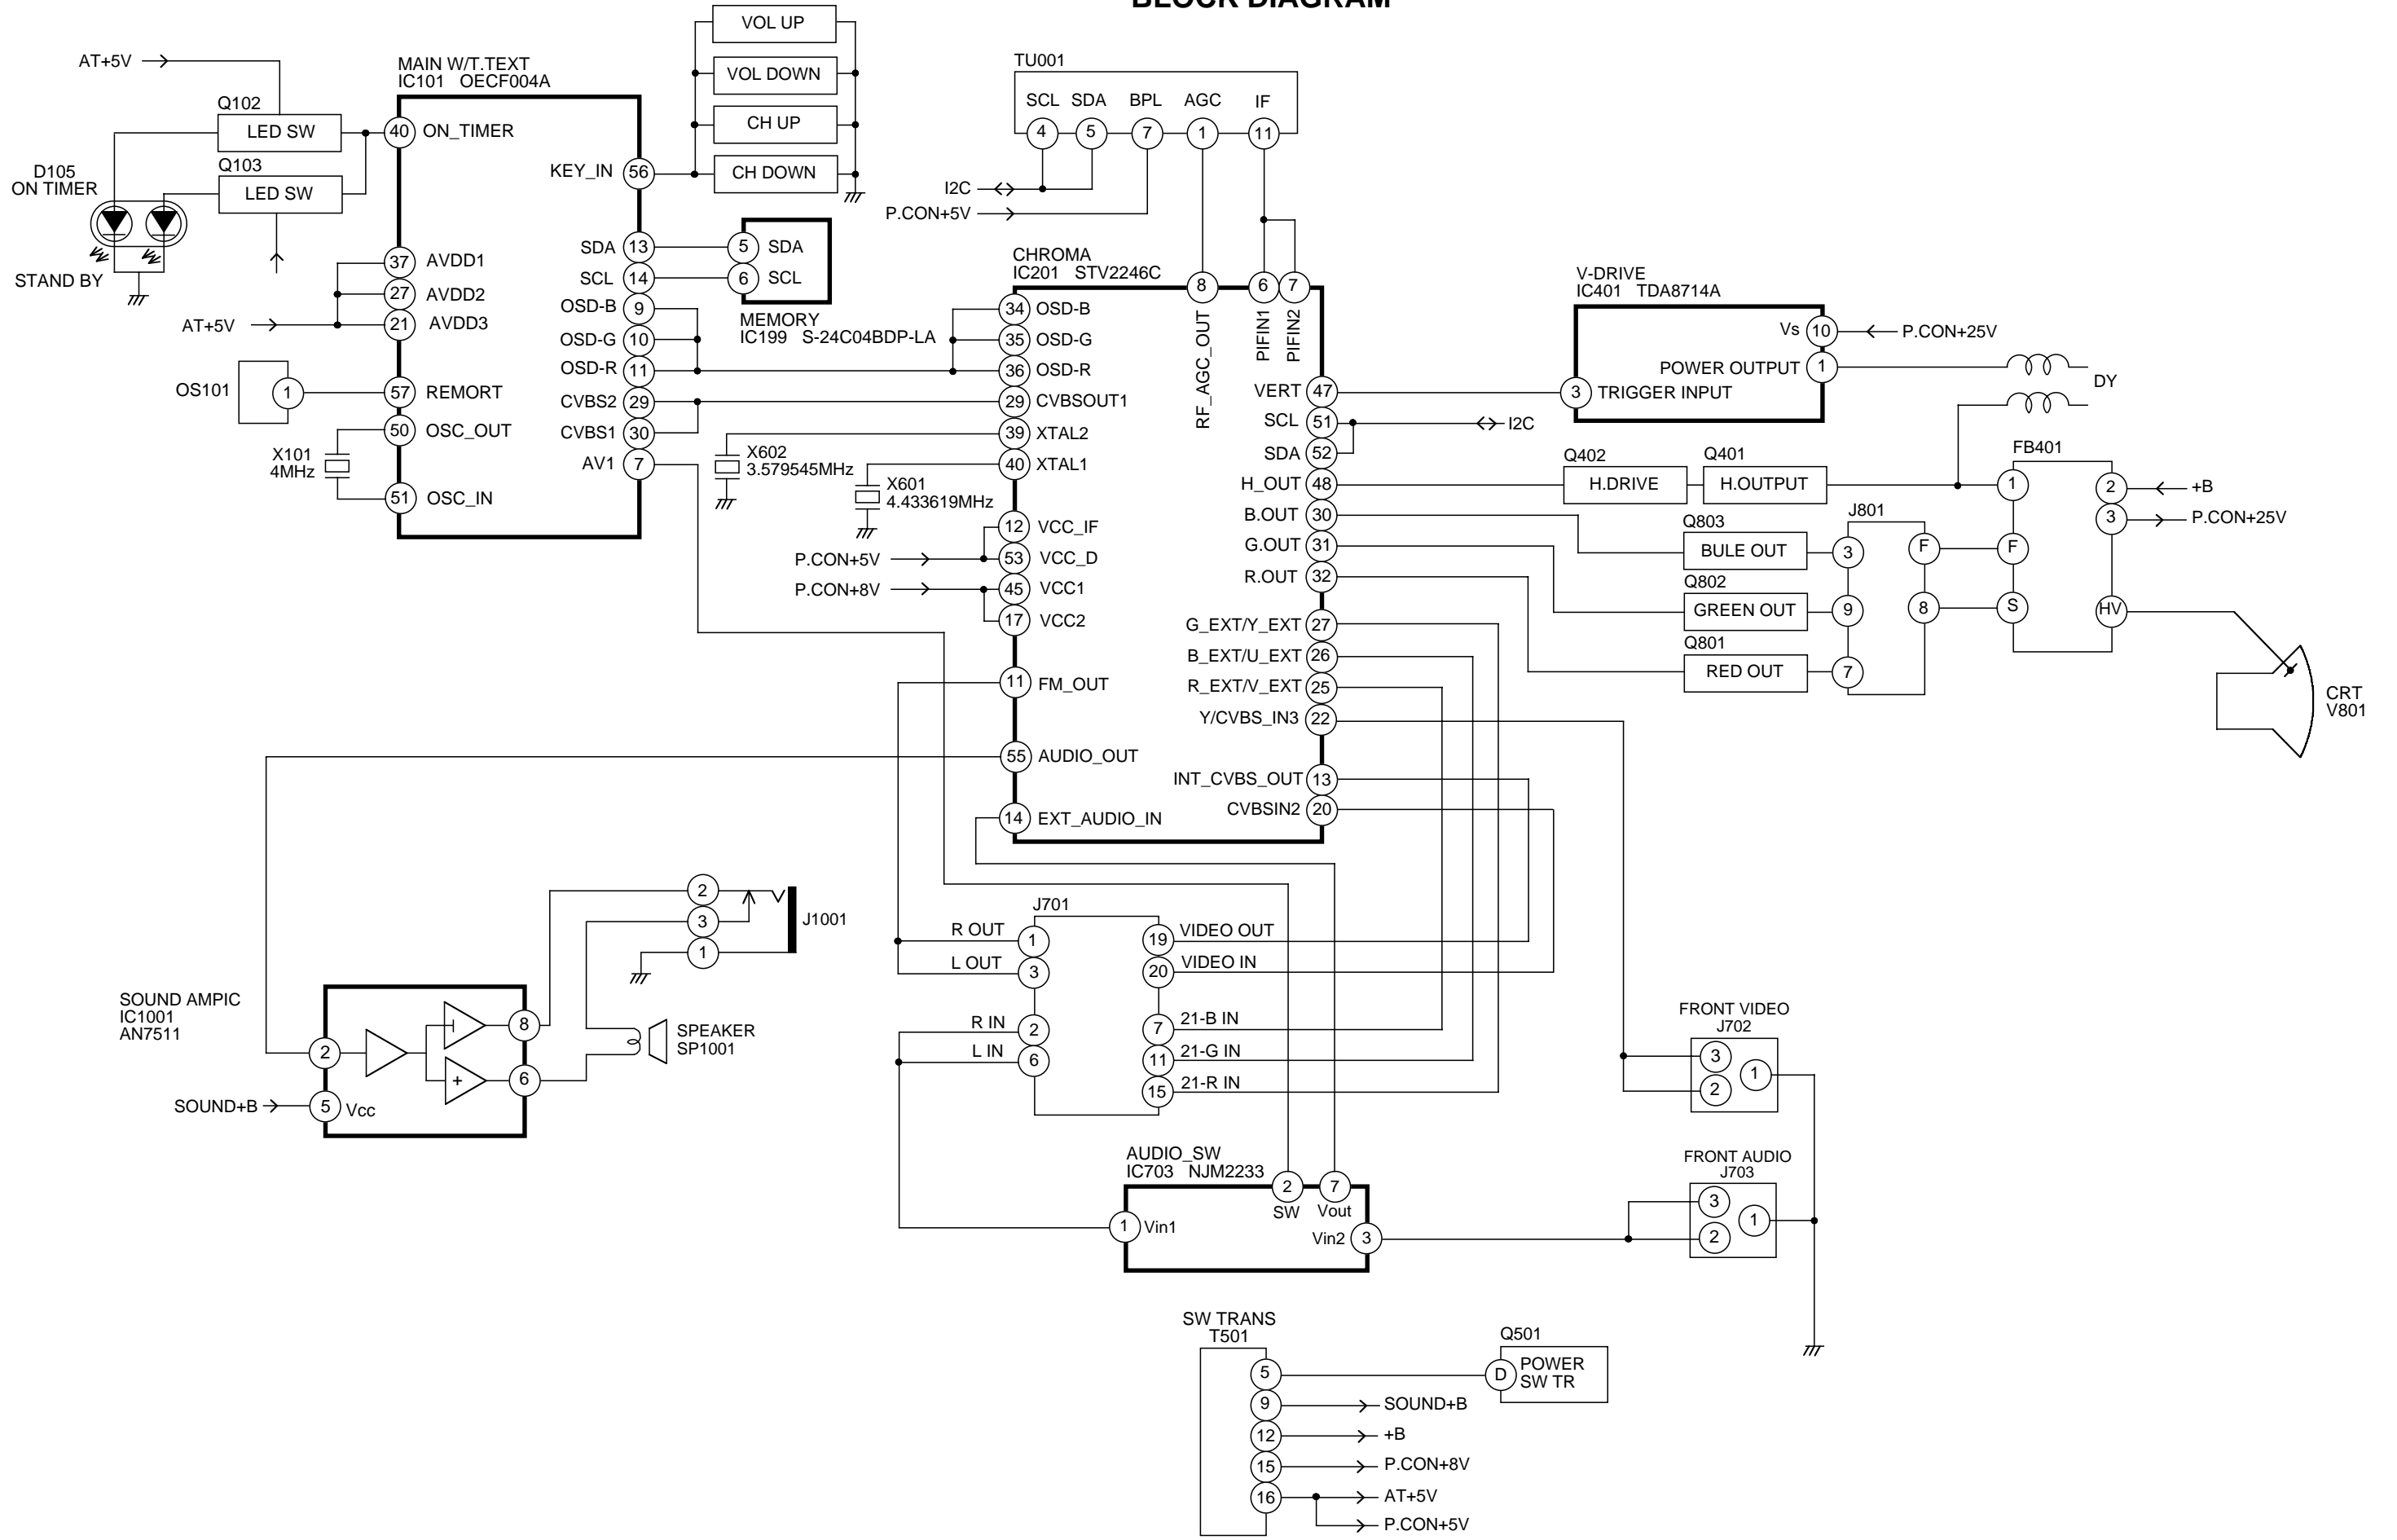 BLOCK DIAGRAM
AT+5V
MAIN W/T.TEXT
IC101 OECF004A
Q102
LED SW
40 ON_TIMER
Q103
LED SW
D105
ON TIMER
STAND BY
37 AVDD1
27 AVDD2
AT+5V
21 AVDD3
OS101
1
57 REMORT
50 OSC_OUT
X101
4MHz
51 OSC_IN
VOL UP
VOL DOWN
CH UP
CH DOWN
KEY_IN 56
SDA 13
SCL 14
OSD-B 9
OSD-G 10
OSD-R 11
CVBS2 29
CVBS1 30
AV1 7
5 SDA
6 SCL
MEMORY
IC199 S-24C04BDP-LA
X602
3.579545MHz
X601
4.433619MHz
TU001
SCL SDA BPL AGC IF
4 5 7 1 11
I2C
P.CON+5V
CHROMA
IC201 STV2246C
8 6 7
RF_AGC_OUT
PIFIN1
PIFIN2
34 OSD-B
35 OSD-G
36 OSD-R
29 CVBSOUT1
39 XTAL2
40 XTAL1
12 VCC_IF
P.CON+5V
53 VCC_D
P.CON+8V
45 VCC1
17 VCC2
11 FM_OUT
55 AUDIO_OUT
14 EXT_AUDIO_IN
VERT 47
SCL 51
I2C
SDA 52
H_OUT 48
B.OUT 30
G.OUT 31
R.OUT 32
G_EXT/Y_EXT 27
B_EXT/U_EXT 26
R_EXT/V_EXT 25
Y/CVBS_IN3 22
INT_CVBS_OUT 13
CVBSIN2 20
V-DRIVE
IC401 TDA8714A
Vs 10
P.CON+25V
POWER OUTPUT 1
3 TRIGGER INPUT
DY
Q402
H.DRIVE
Q401
H.OUTPUT
FB401
1
2
+B
3
P.CON+25V
F
S
HV
J801
Q803
BULE OUT
3
F
Q802
GREEN OUT
9
8
Q801
RED OUT
7
CRT
V801
2
3
1
J1001
SOUND AMPIC
IC1001
AN7511
2
8
6
+
SOUND+B
5 Vcc
SPEAKER
SP1001
J701
R OUT 1
L OUT 3
R IN 2
L IN 6
19 VIDEO OUT
20 VIDEO IN
7 21-B IN
11 21-G IN
15 21-R IN
AUDIO_SW
IC703 NJM2233
2 7
SW Vout
1 Vin1
Vin2 3
FRONT VIDEO
J702
3
1
2
FRONT AUDIO
J703
3
1
2
SW TRANS
T501
5
Q501
D
POWER
SW TR
9 SOUND+B
12 +B
15 P.CON+8V
16 AT+5V
P.CON+5V